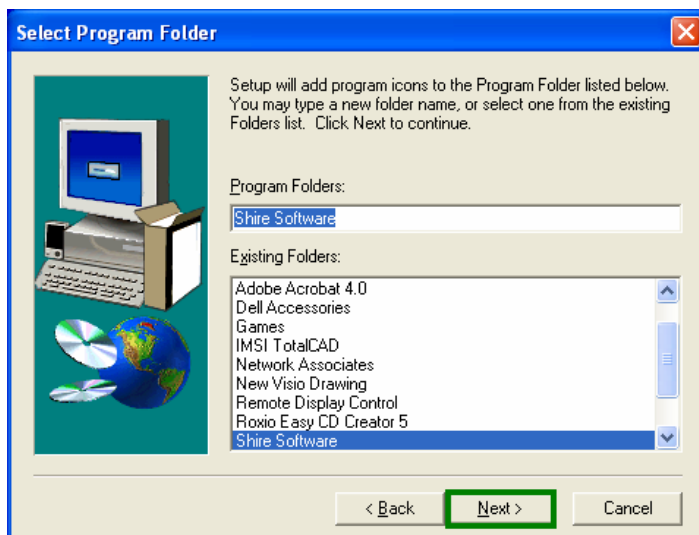 Select Program Folder
Setup will add program icons to the Program Folder listed below.
You may type a new folder name, or select one from the existing
Folders list. Click Next to continue.
Program Folders:
Shire Software
Existing Folders:
Adobe Acrobat 4.0
Dell Accessories
Games
IMSI TotalCAD
Network Associates
New Visio Drawing
Remote Display Control
Roxio Easy CD Creator 5
Shire Software
< Back
Next >
Cancel